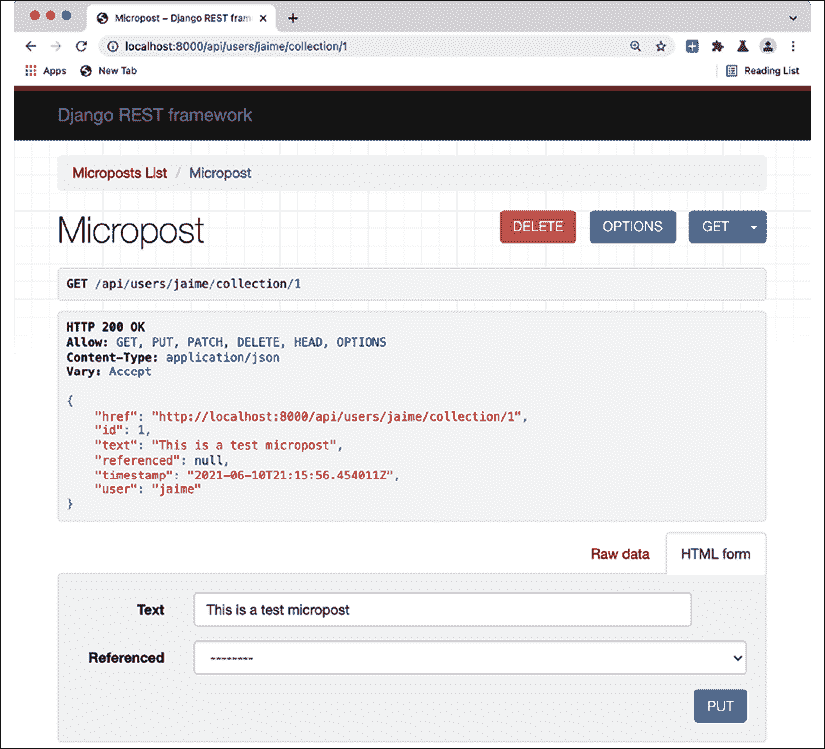 Micropost – Django REST fram
localhost:8000/api/users/jaime/collection/1
Apps
New Tab
Reading List
Django REST framework
Microposts List / Micropost
Micropost
DELETE
OPTIONS
GET
GET /api/users/jaime/collection/1
HTTP 200 OK
Allow: GET, PUT, PATCH, DELETE, HEAD, OPTIONS
Content-Type: application/json
Vary: Accept
{
"href": "http://localhost:8000/api/users/jaime/collection/1",
"id": 1,
"text": "This is a test micropost",
"referenced": null,
"timestamp": "2021-06-10T21:15:56.454011Z",
"user": "jaime"
}
Raw data
HTML form
Text
This is a test micropost
Referenced
---------
PUT